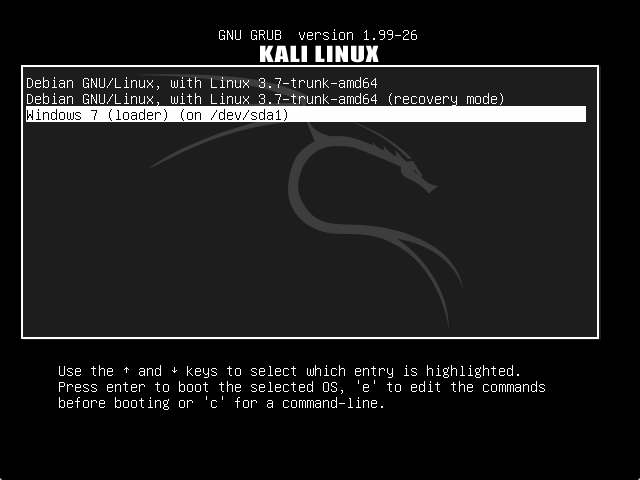 GNU GRUB  version 1.99-26
KALI LINUX
Debian GNU/Linux, with Linux 3.7-trunk-amd64
Debian GNU/Linux, with Linux 3.7-trunk-amd64 (recovery mode)
Windows 7 (loader) (on /dev/sda1)
Use the ↑ and ↓ keys to select which entry is highlighted.
Press enter to boot the selected OS, 'e' to edit the commands
before booting or 'c' for a command-line.